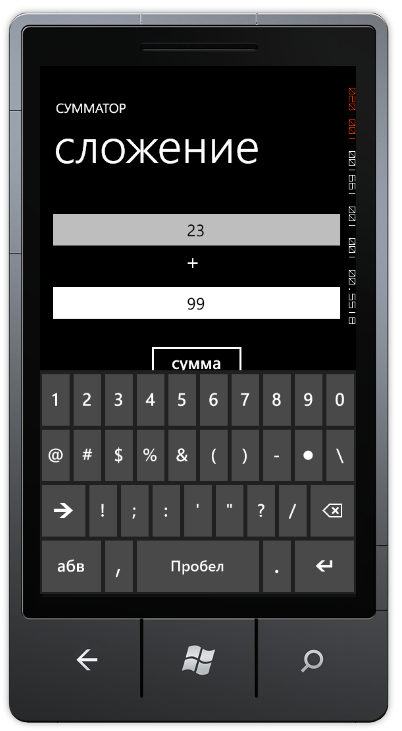 СУММАТОР
сложение
23
+
99
сумма
1 2 3 4 5 6 7 8 9 0
@ # $ % & ( ) - ● \
! ; : ' " ? / 
абв , Пробел .